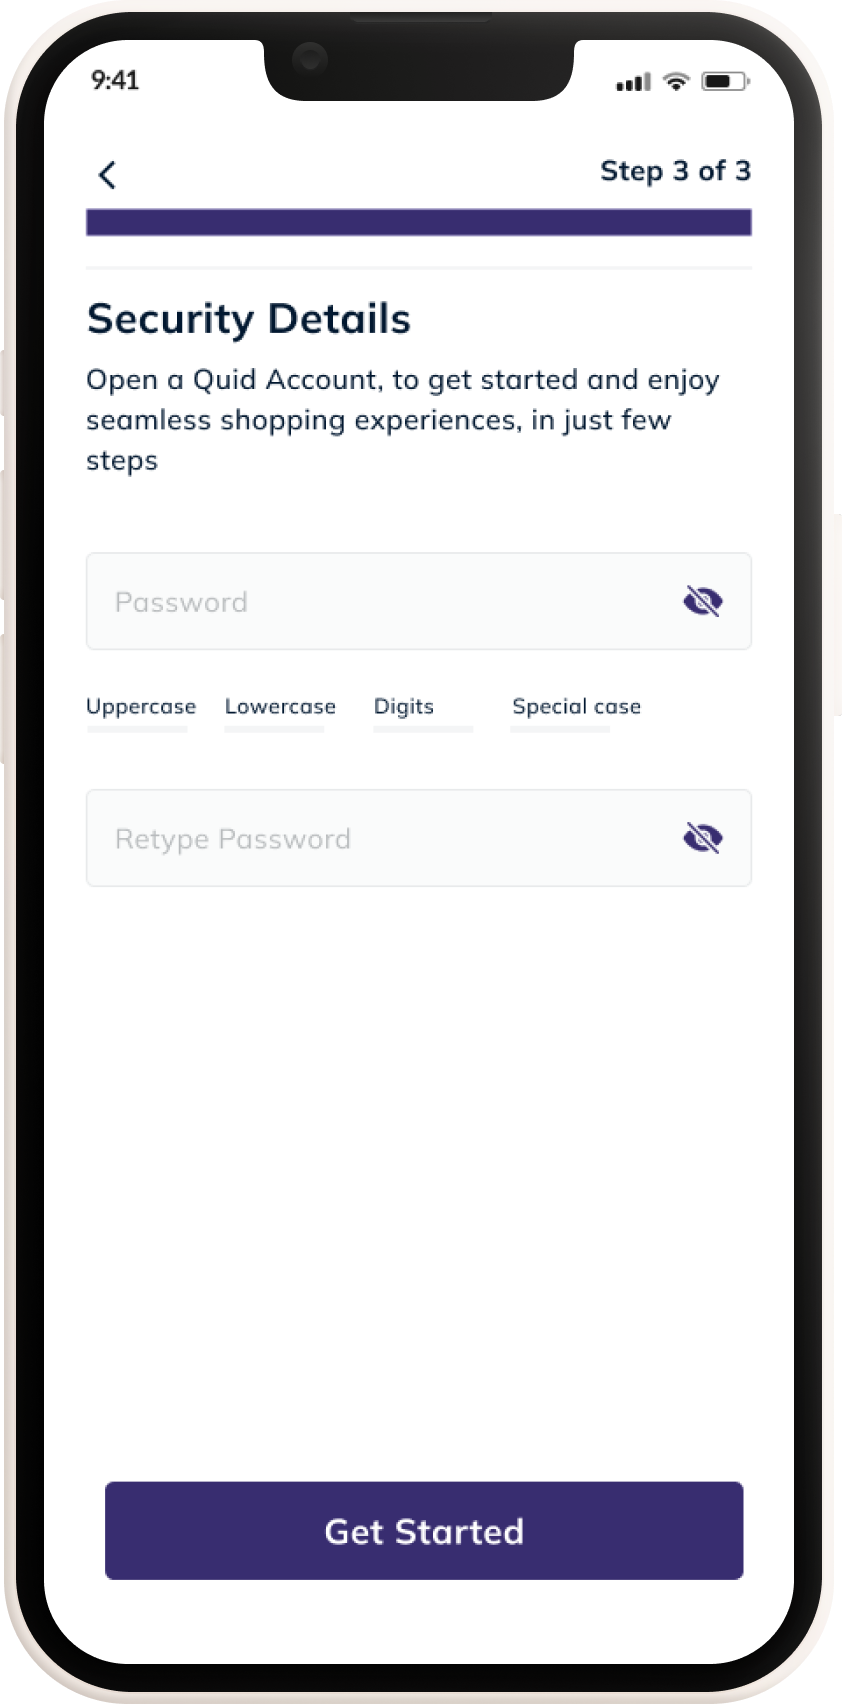 9:41
Step 3 of 3
Security Details
Open a Quid Account, to get started and enjoy
seamless shopping experiences, in just few
steps
Password
Uppercase Lowercase Digits Special case
Retype Password
Get Started